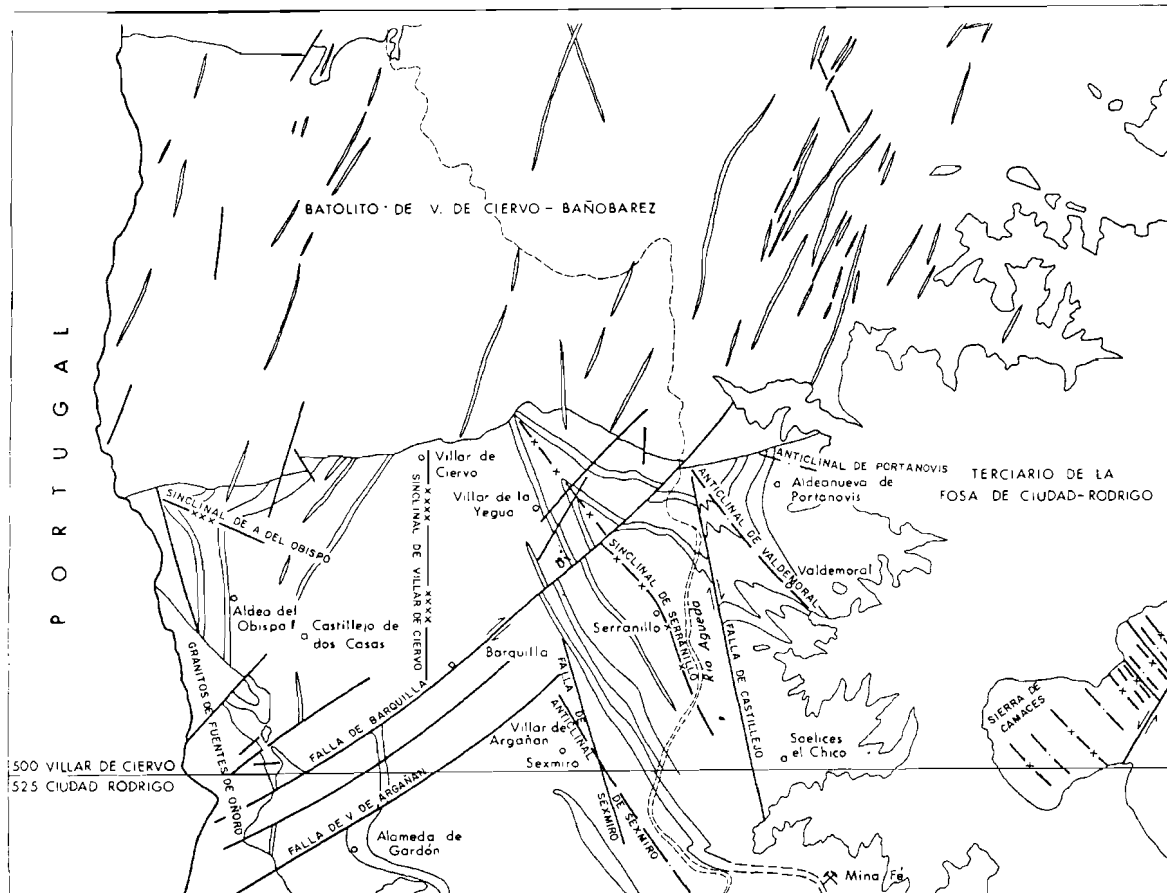 BATOLITO DE V. DE CIERVO - BAÑOBAREZ
PORTUGAL
Villar de
Ciervo
ANTICLINAL DE PORTANOVIS
TERCIARIO DE LA
FOSA DE CIUDAD-RODRIGO
Aldeanueva de
Portanovis
SINCLINAL DE A DEL OBISPO
SINCLINAL DE VILLAR DE CIERVO
Villar de la
Yegua
ANTICLINAL DE VALDEMORAL
Valdemoral
SINCLINAL DE SERRANILLO
Serranillo
Rio Agueda
FALLA DE CASTILLEJO
Aldea del
Obispo
Castillejo de
dos Casas
Barquilla
FALLA DE BARQUILLA
GRANITOS DE FUENTES DE OÑORO
FALLA DE SEXMIRO
ANTICLINAL DE SEXMIRO
Villar de
Argañan
Sexmiro
Saelices
el Chico
SIERRA DE
CAMACES
500 VILLAR DE CIERVO
525 CIUDAD RODRIGO
FALLA DE V DE ARGAÑAN
Alameda de
Gardón
Mina Fé